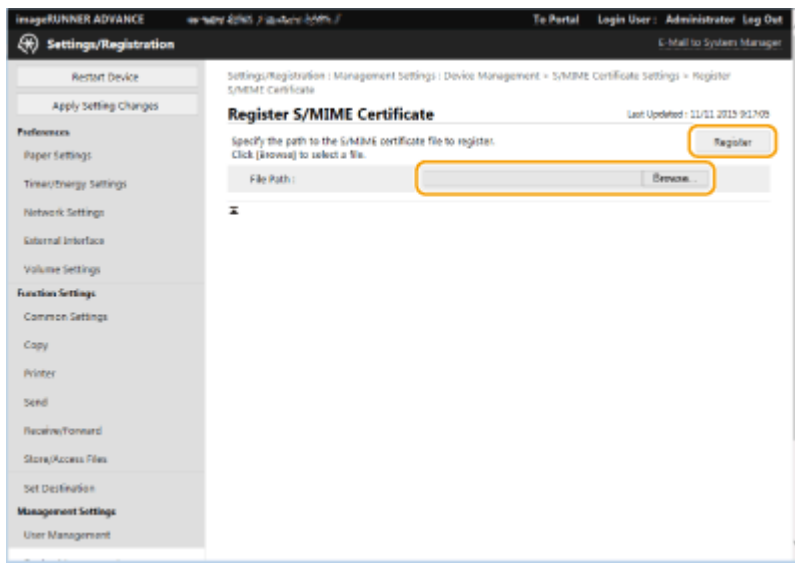 imageRUNNER ADVANCE
To Portal Login User : Administrator Log Out
Settings/Registration
E-Mail to System Manager
Restart Device
Apply Setting Changes
Preferences
Paper Settings
Timer/Energy Settings
Network Settings
External Interface
Volume Settings
Function Settings
Common Settings
Copy
Printer
Send
Receive/Forward
Store/Access Files
Set Destination
Management Settings
User Management
Settings/Registration : Management Settings : Device Management > S/MIME Certificate Settings > Register
S/MIME Certificate
Register S/MIME Certificate
Last Updated : 11/11 2015 9:17:05
Specify the path to the S/MIME certificate file to register.
Click [Browse] to select a file.
Register
File Path :
Browse...